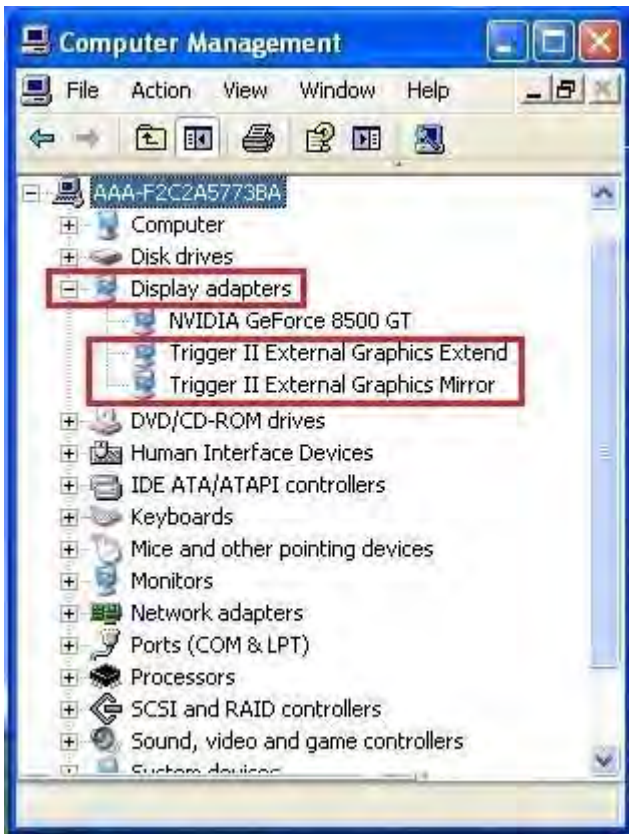 Computer Management
File Action View Window Help
AAA-F2C2A5773BA
Computer
Disk drives
Display adapters
NVIDIA GeForce 8500 GT
Trigger II External Graphics Extend
Trigger II External Graphics Mirror
DVD/CD-ROM drives
Human Interface Devices
IDE ATA/ATAPI controllers
Keyboards
Mice and other pointing devices
Monitors
Network adapters
Ports (COM & LPT)
Processors
SCSI and RAID controllers
Sound, video and game controllers
System devices